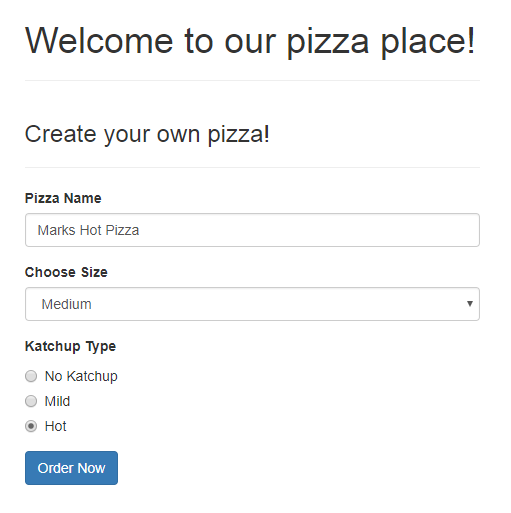 Welcome to our pizza place!
Create your own pizza!
Pizza Name
Marks Hot Pizza
Choose Size
Medium
Katchup Type
No Katchup
Mild
Hot
Order Now